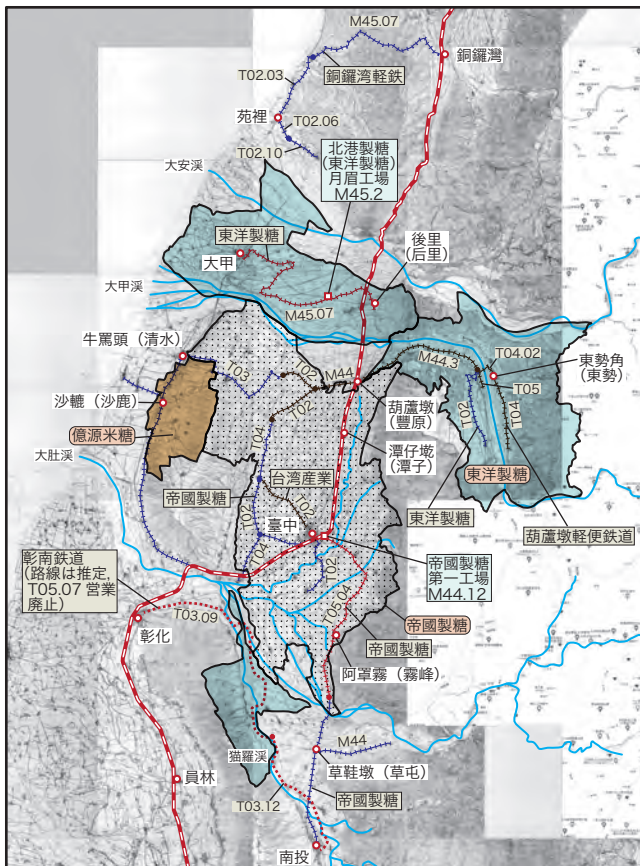 M45.07
銅鑼灣
T02.03
銅鑼湾軽鉄
苑裡
T02.06
T02.10
北港製糖
(東洋製糖)
月眉工場
M45.2
大安渓
東洋製糖
大甲
後里
(后里)
大甲渓
M45.07
牛罵頭(清水)
T03
T02
M44
M44.3
T04.02
東勢角
(東勢)
T05
T02
T04
T02
葫蘆墩
(豐原)
沙轆(沙鹿)
億源米糖
T04
潭仔墘
(潭子)
大肚渓
台湾産業
東洋製糖
帝國製糖
T02
T02
東洋製糖
臺中
葫蘆墩軽便鉄道
T04
T02
帝國製糖
第一工場
M44.12
彰南鉄道
(路線は推定,
T05.07 営業
廃止)
T05.04
帝國製糖
T03.09
帝國製糖
彰化
阿罩霧(霧峰)
猫羅渓
M44
草鞋墩(草屯)
員林
帝國製糖
T03.12
南投